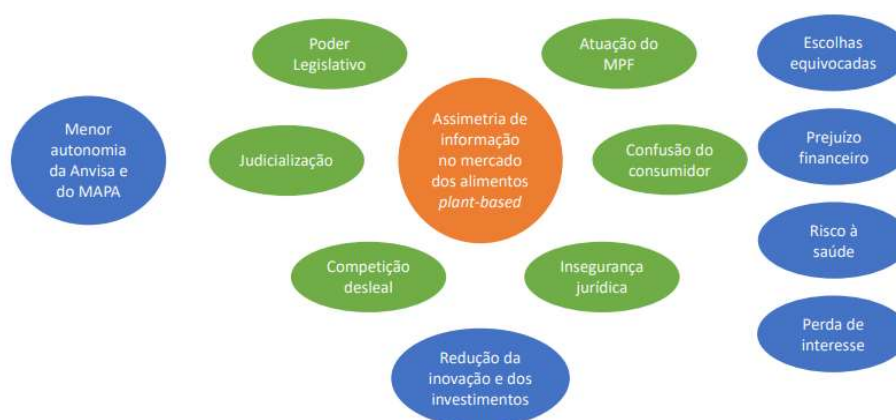 Poder
Legislativo
Atuação do
MPF
Escolhas
equivocadas
Menor
autonomia
da Anvisa e
do MAPA
Judicialização
Assimetria de
informação
no mercado
dos alimentos
plant-based
Confusão do
consumidor
Prejuízo
financeiro
Risco à
saúde
Competição
desleal
Insegurança
jurídica
Perda de
interesse
Redução da
inovação e dos
investimentos